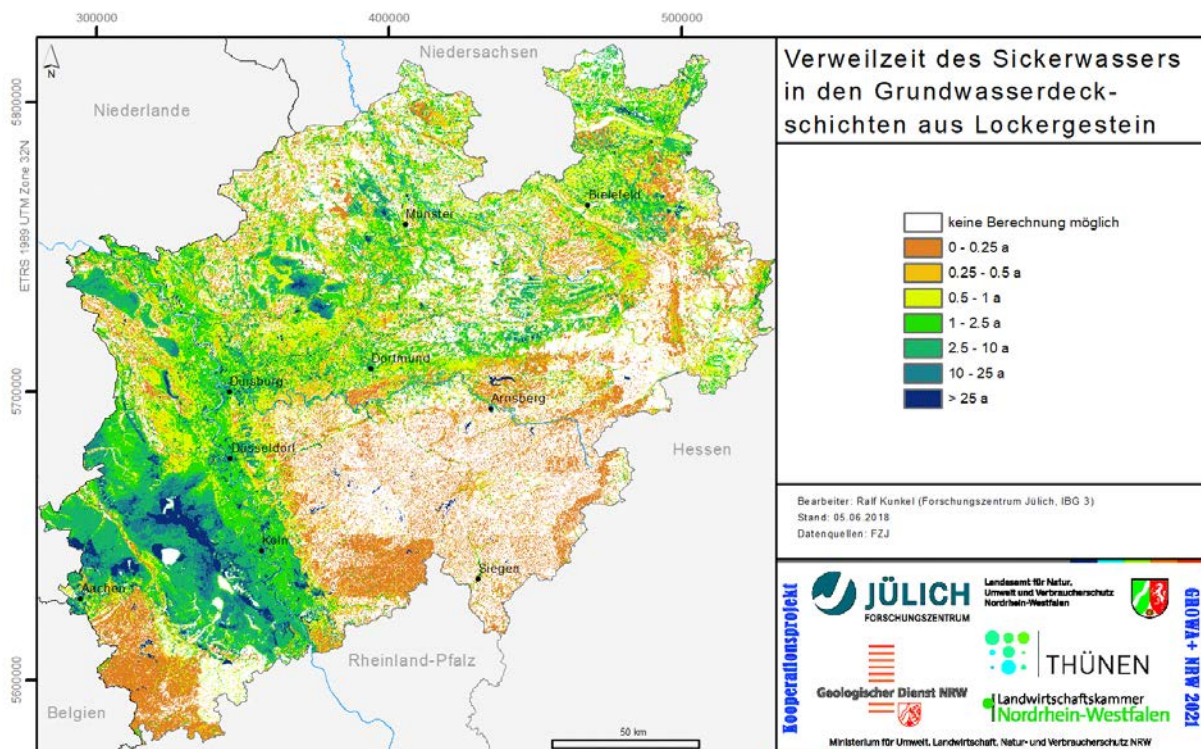 300000
400000
500000
5800000
5700000
5600000
ETRS 1989 UTM Zone 32N
N
Niederlande
Niedersachsen
Bielefeld
Münster
Dortmund
Duisburg
Arnsberg
Düsseldorf
Hessen
Köln
Aachen
Siegen
Rheinland-Pfalz
Belgien
50 km
Verweilzeit des Sickerwassers
in den Grundwasserdeck-
schichten aus Lockergestein
keine Berechnung möglich
0 - 0.25 a
0.25 - 0.5 a
0.5 - 1 a
1 - 2.5 a
2.5 - 10 a
10 - 25 a
> 25 a
Bearbeiter: Ralf Kunkel (Forschungszentrum Jülich, IBG 3)
Stand: 05.06.2018
Datenquellen: FZJ
Kooperationsprojekt
JÜLICH
FORSCHUNGSZENTRUM
Landesamt für Natur,
Umwelt und Verbraucherschutz
Nordrhein-Westfalen
THÜNEN
Geologischer Dienst NRW
Landwirtschaftskammer
Nordrhein-Westfalen
GROWA+ NRW 2021
Ministerium für Umwelt, Landwirtschaft, Natur- und Verbraucherschutz NRW